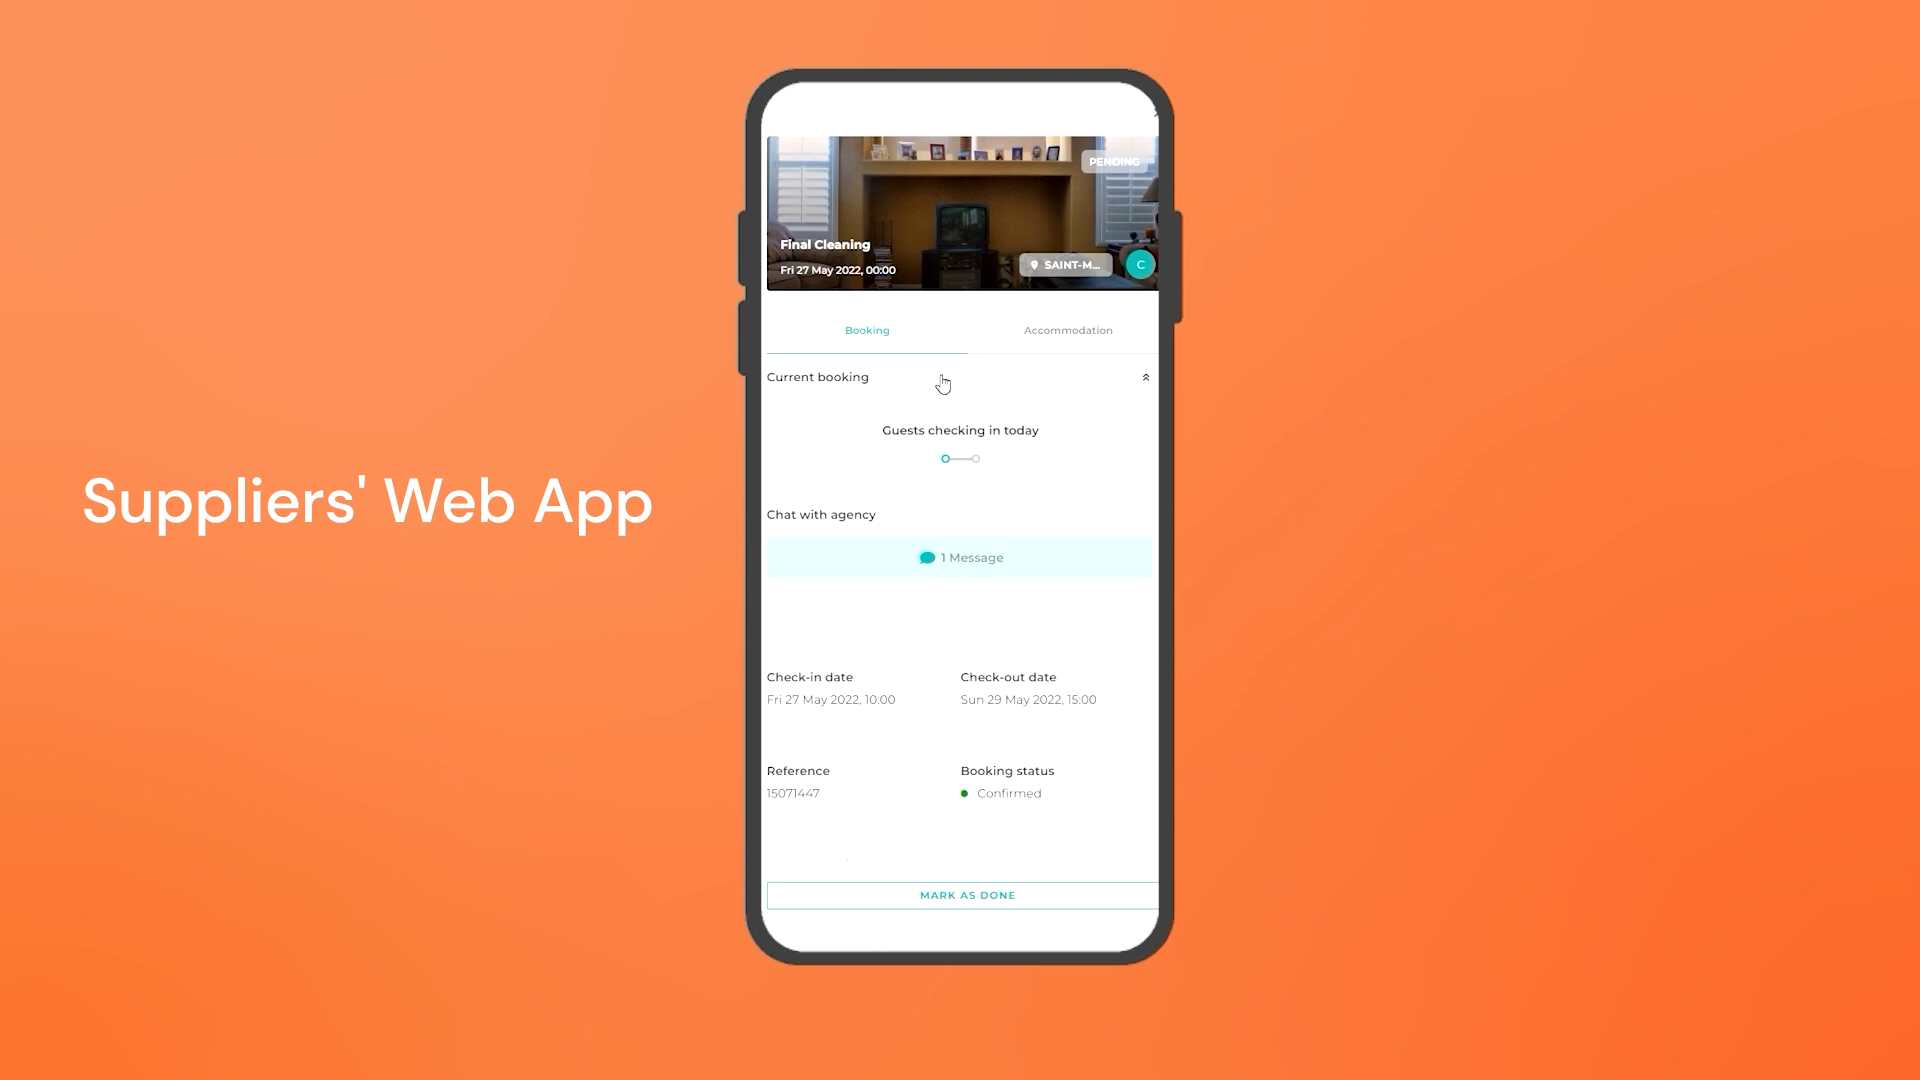 Suppliers' Web App
PENDING
Final Cleaning
Fri 27 May 2022, 00:00
SAINT-M...
C
Booking
Accommodation
Current booking
Guests checking in today
Chat with agency
1 Message
Check-in date
Check-out date
Fri 27 May 2022, 10:00
Sun 29 May 2022, 15:00
Reference
Booking status
15071447
Confirmed
MARK AS DONE